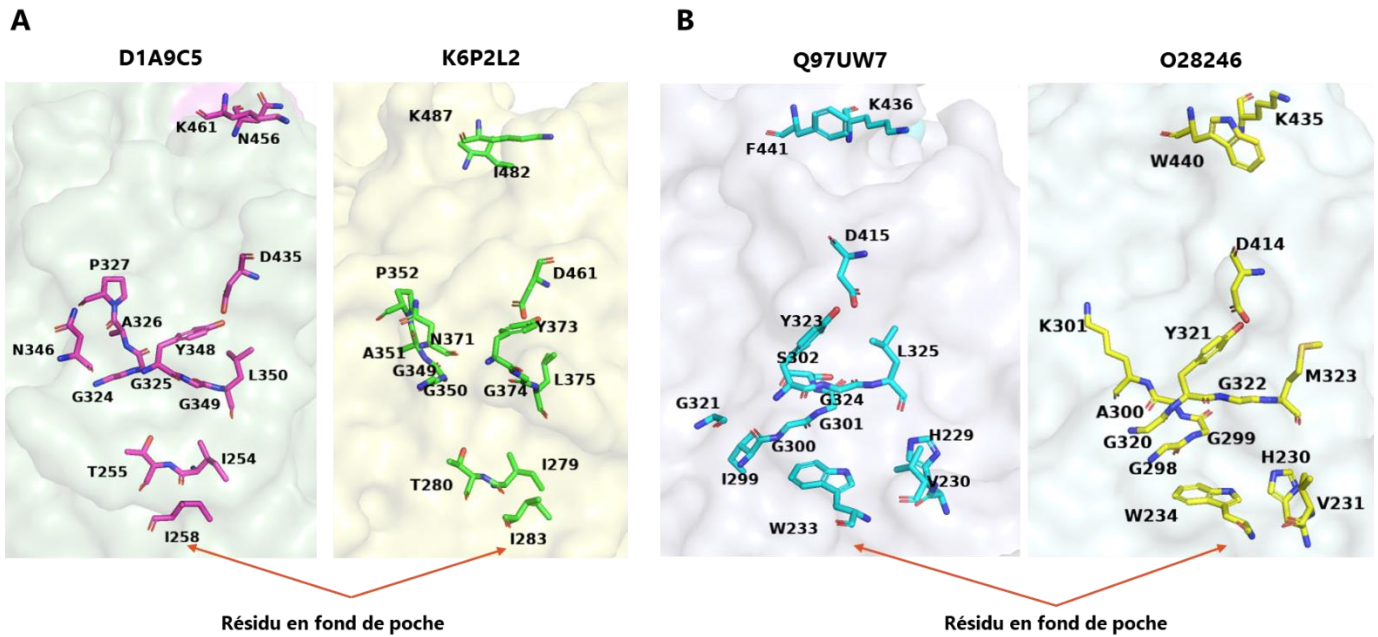 A
B
D1A9C5
K6P2L2
Q97UW7
O28246
K461
N456
P327
D435
A326
N346
Y348
G325
L350
G324
G349
T255
I254
I258
K487
I482
P352
D461
N371
Y373
A351
G349
G350
G374
L375
T280
I279
I283
K436
F441
D415
Y323
S302
L325
G321
G324
G301
G300
H229
I299
V230
W233
K435
W440
D414
K301
Y321
G322
M323
A300
G320
G299
G298
H230
W234
V231
Résidu en fond de poche
Résidu en fond de poche